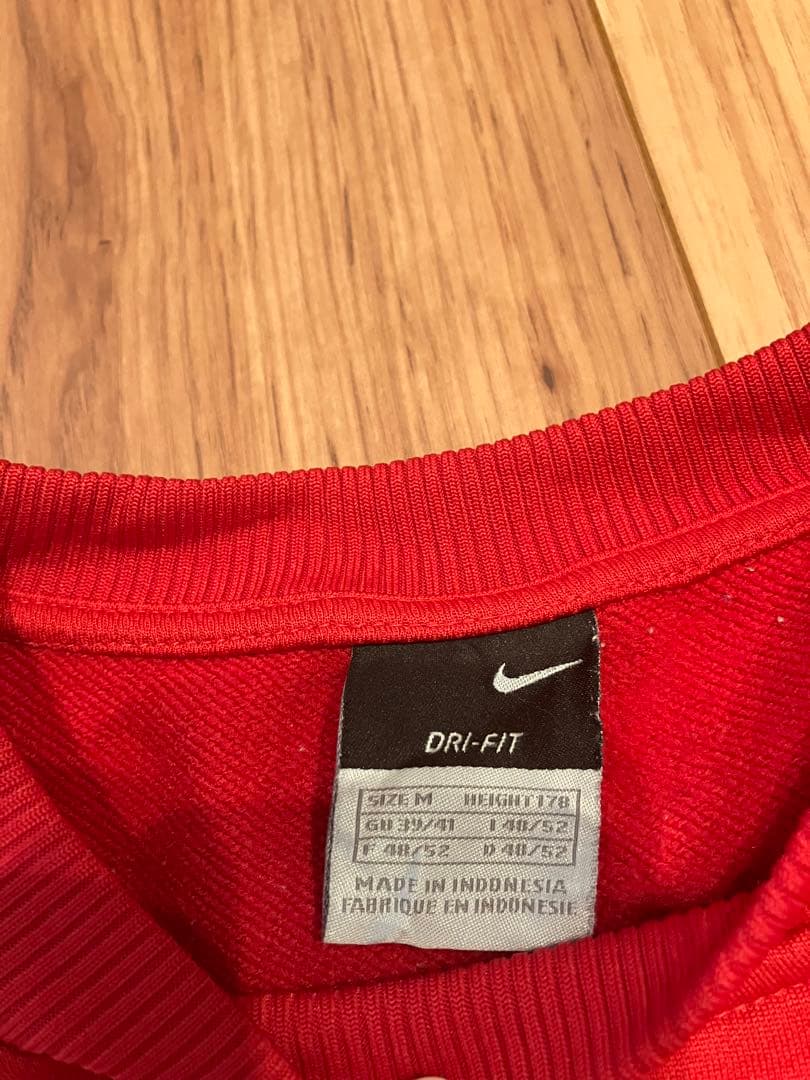 DRI-FIT
SIZE M HEIGHT 178
GB 39/41 I 48/52
F 48/52 D 48/52
MADE IN INDONESIA
FABRIQUE EN INDONESIE